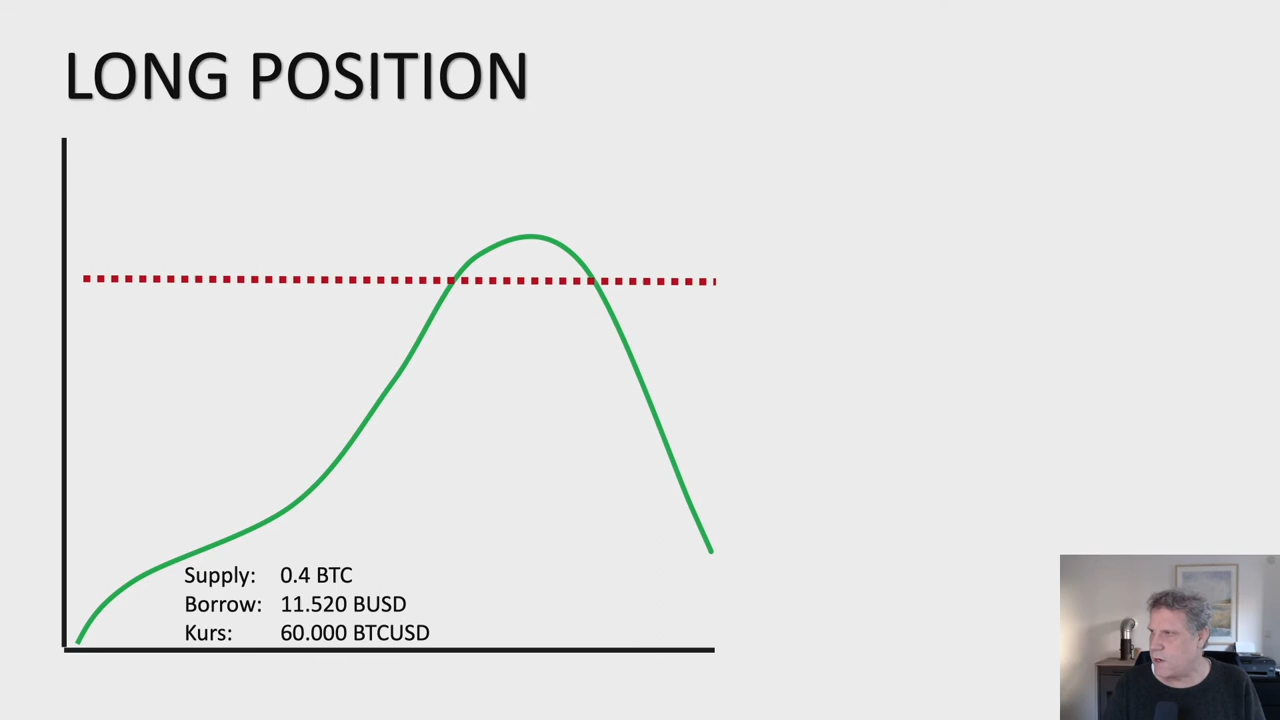 LONG POSITION
Supply: 0.4 BTC
Borrow: 11.520 BUSD
Kurs: 60.000 BTCUSD